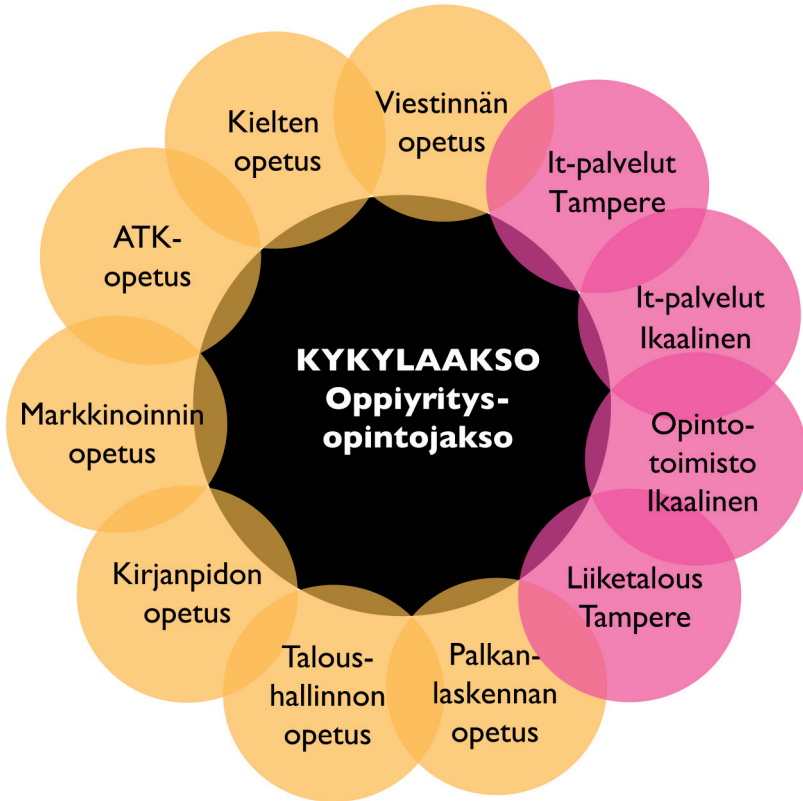 Viestinnän
opetus
It-palvelut
Tampere
It-palvelut
Ikaalinen
Opinto-
toimisto
Ikaalinen
Liiketalous
Tampere
Palkan-
laskennan
opetus
Talous-
hallinnon
opetus
Kirjanpidon
opetus
Markkinoinnin
opetus
ATK-
opetus
Kielten
opetus
KYKYLAAKSO
Oppiyritys-
opintojakso